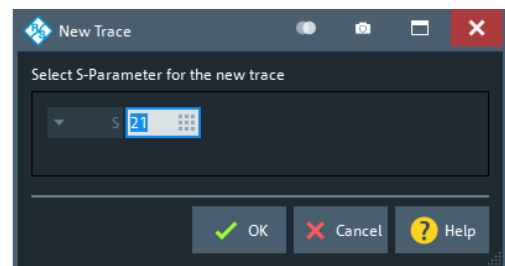 New Trace
Select S-Parameter for the new trace
S 21
OK Cancel ? Help